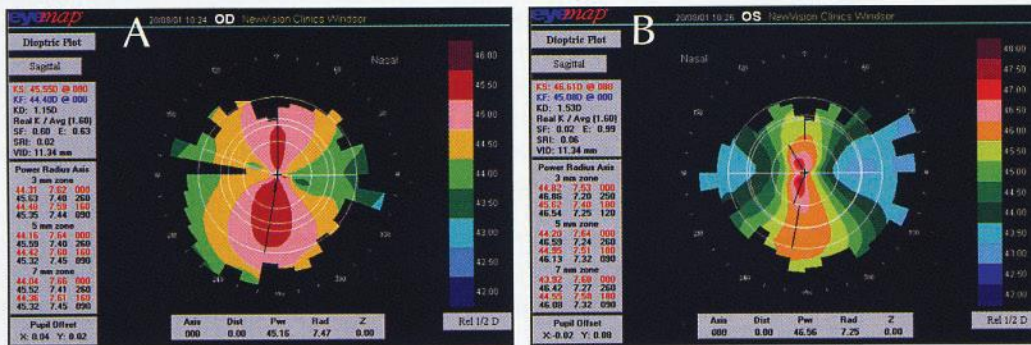 eyemap 20/08/01 10:24 OD NewVision Clinics Windsor
A
Dioptric Plot
Sagittal
Nasal
KS: 45.55D @ 080
KF: 44.40D @ 000
KD: 1.15D
Real K / Avg (1.60)
SF: 0.60 E: 0.63
SRI: 0.02
VID: 11.34 mm
Power Radius Axis
3 mm zone
44.31 7.62 000
45.63 7.40 260
44.48 7.59 160
45.35 7.44 090
5 mm zone
44.16 7.64 000
45.59 7.40 260
44.42 7.60 160
45.32 7.45 090
7 mm zone
44.04 7.66 000
45.52 7.41 260
44.36 7.61 160
45.32 7.45 090
Pupil Offset
X: 0.04 Y: 0.02
Axis Dist Pwr Rad Z
000 0.00 45.16 7.47 0.00
46.00
45.50
45.00
44.50
44.00
43.50
43.00
42.50
42.00
Rel 1/2 D
eyemap 20/08/01 10:26 OS NewVision Clinics Windsor
B
Dioptric Plot
Sagittal
Nasal
KS: 46.61D @ 080
KF: 45.08D @ 000
KD: 1.53D
Real K / Avg (1.60)
SF: 0.02 E: 0.99
SRI: 0.06
VID: 11.34 mm
Power Radius Axis
3 mm zone
44.82 7.53 000
46.86 7.20 250
45.62 7.40 180
46.54 7.25 120
5 mm zone
44.20 7.64 000
46.59 7.24 260
44.95 7.51 180
46.13 7.32 090
7 mm zone
43.92 7.68 000
46.42 7.27 260
44.55 7.58 180
46.08 7.32 090
Pupil Offset
X:-0.02 Y: 0.08
Axis Dist Pwr Rad Z
000 0.00 46.56 7.25 0.00
48.00
47.00
46.50
46.00
45.50
45.00
44.50
44.00
43.50
43.00
42.50
42.00
Rel 1/2 D